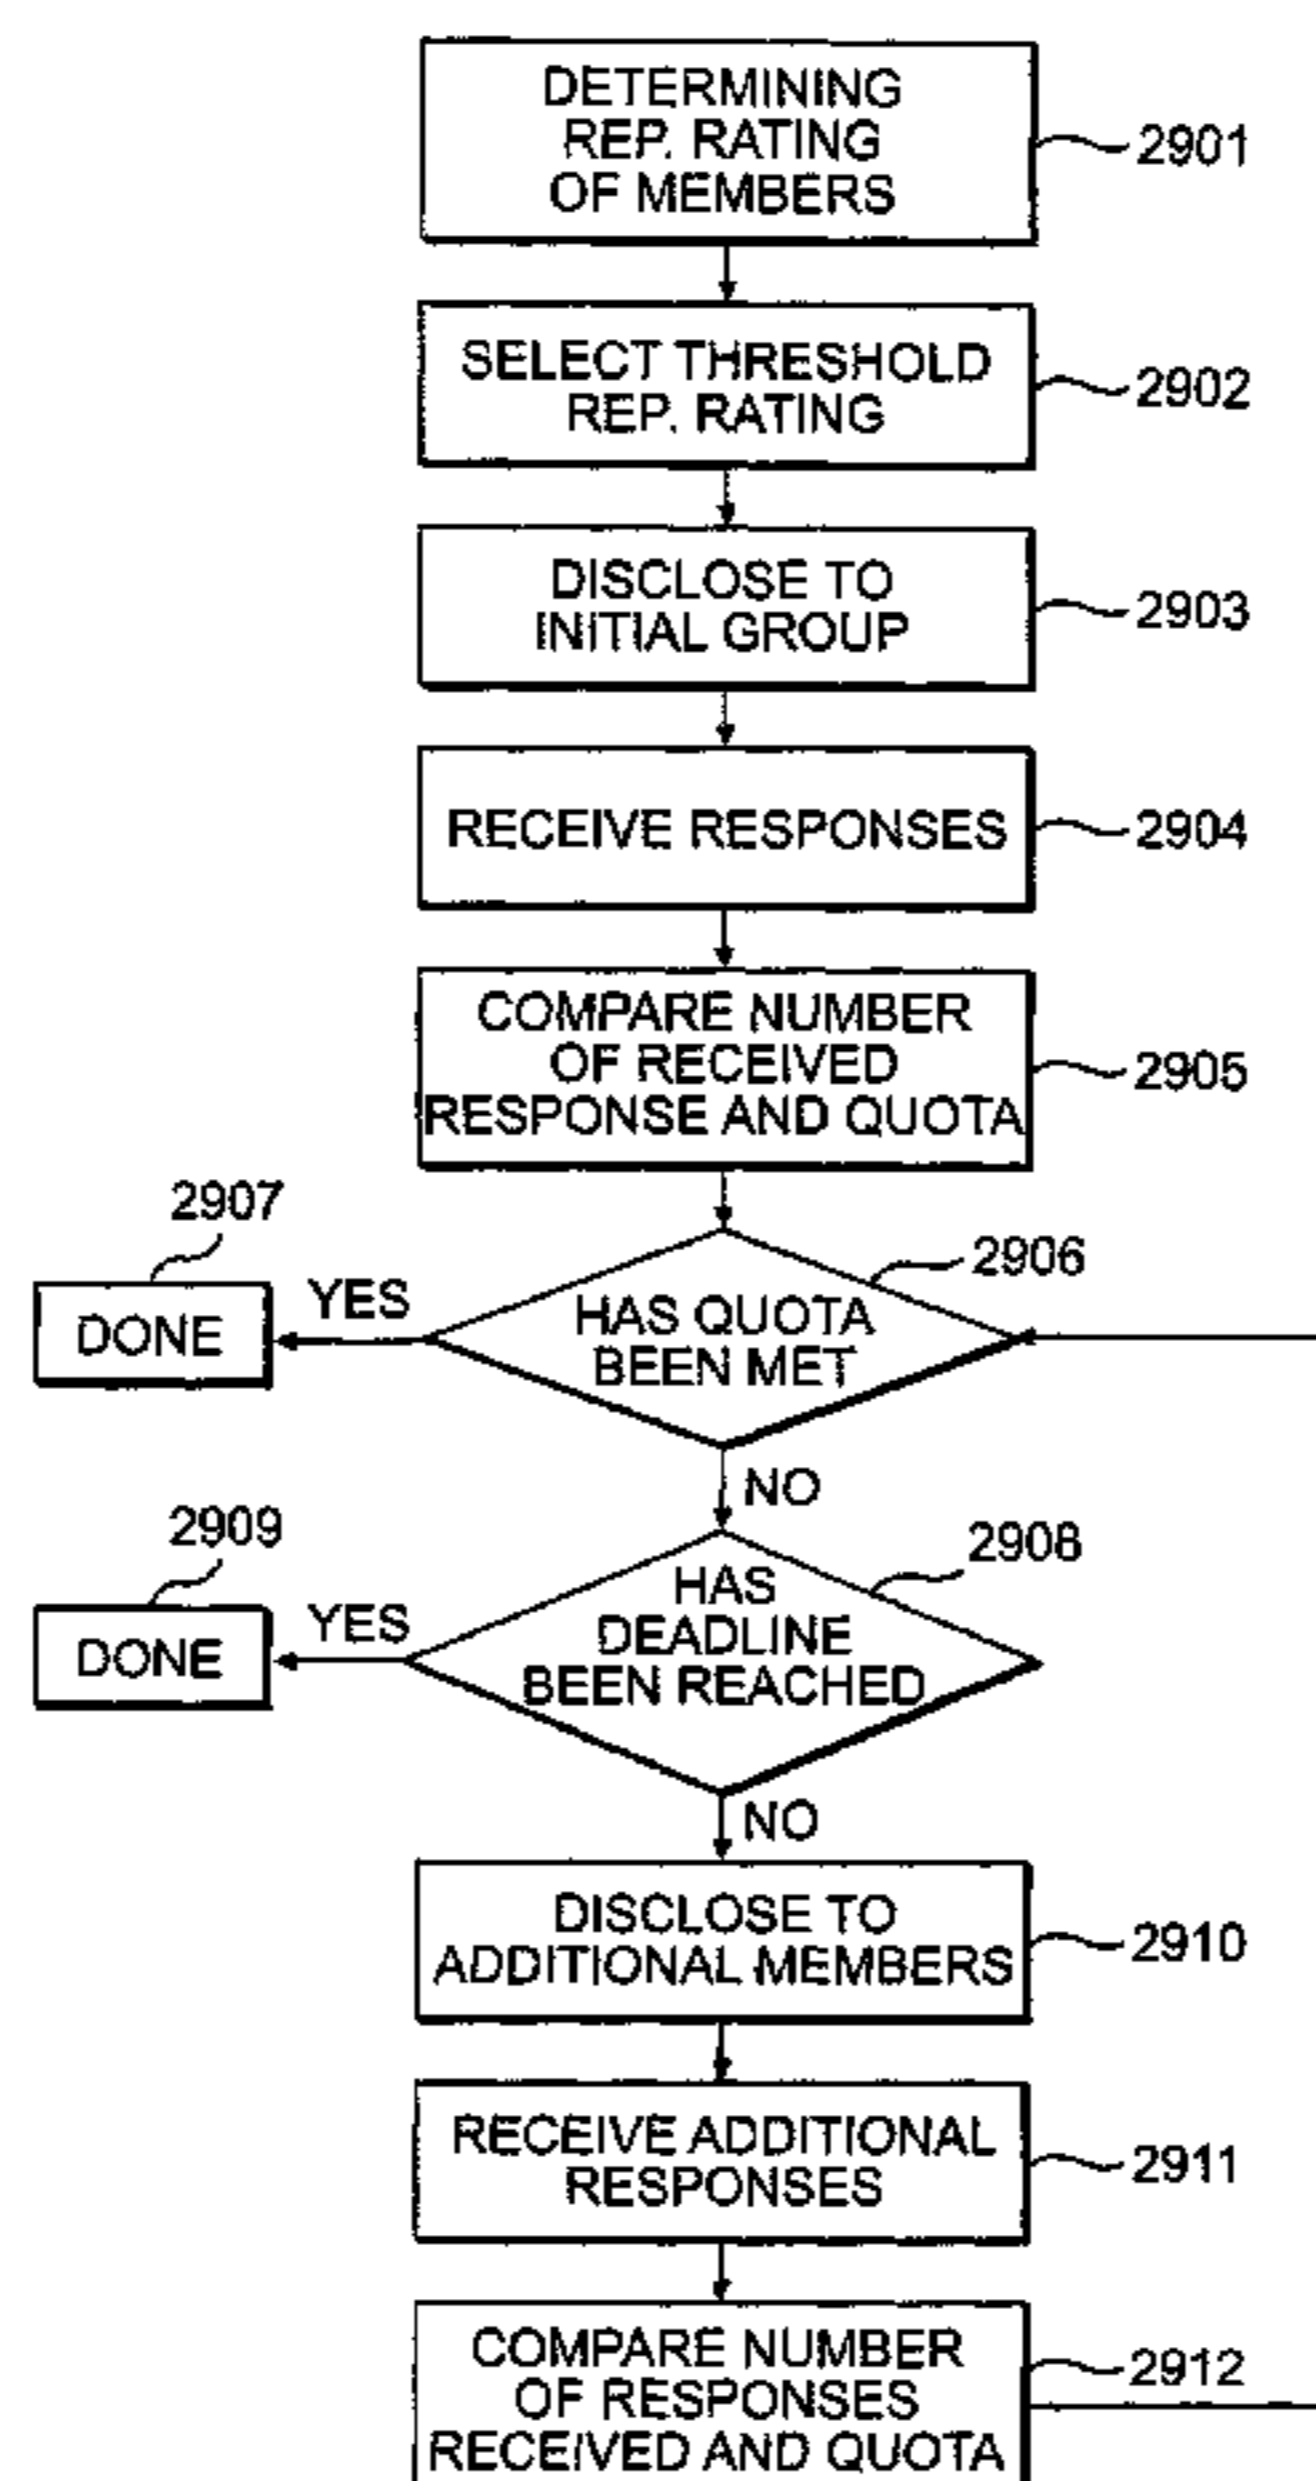 DETERMINING
REP. RATING
OF MEMBERS
2901
SELECT THRESHOLD
REP. RATING
2902
DISCLOSE TO
INITIAL GROUP
2903
RECEIVE RESPONSES
2904
COMPARE NUMBER
OF RECEIVED
RESPONSE AND QUOTA
2905
2907
DONE
YES
HAS QUOTA
BEEN MET
2906
NO
2909
DONE
YES
HAS
DEADLINE
BEEN REACHED
2908
NO
DISCLOSE TO
ADDITIONAL MEMBERS
2910
RECEIVE ADDITIONAL
RESPONSES
2911
COMPARE NUMBER
OF RESPONSES
RECEIVED AND QUOTA
2912